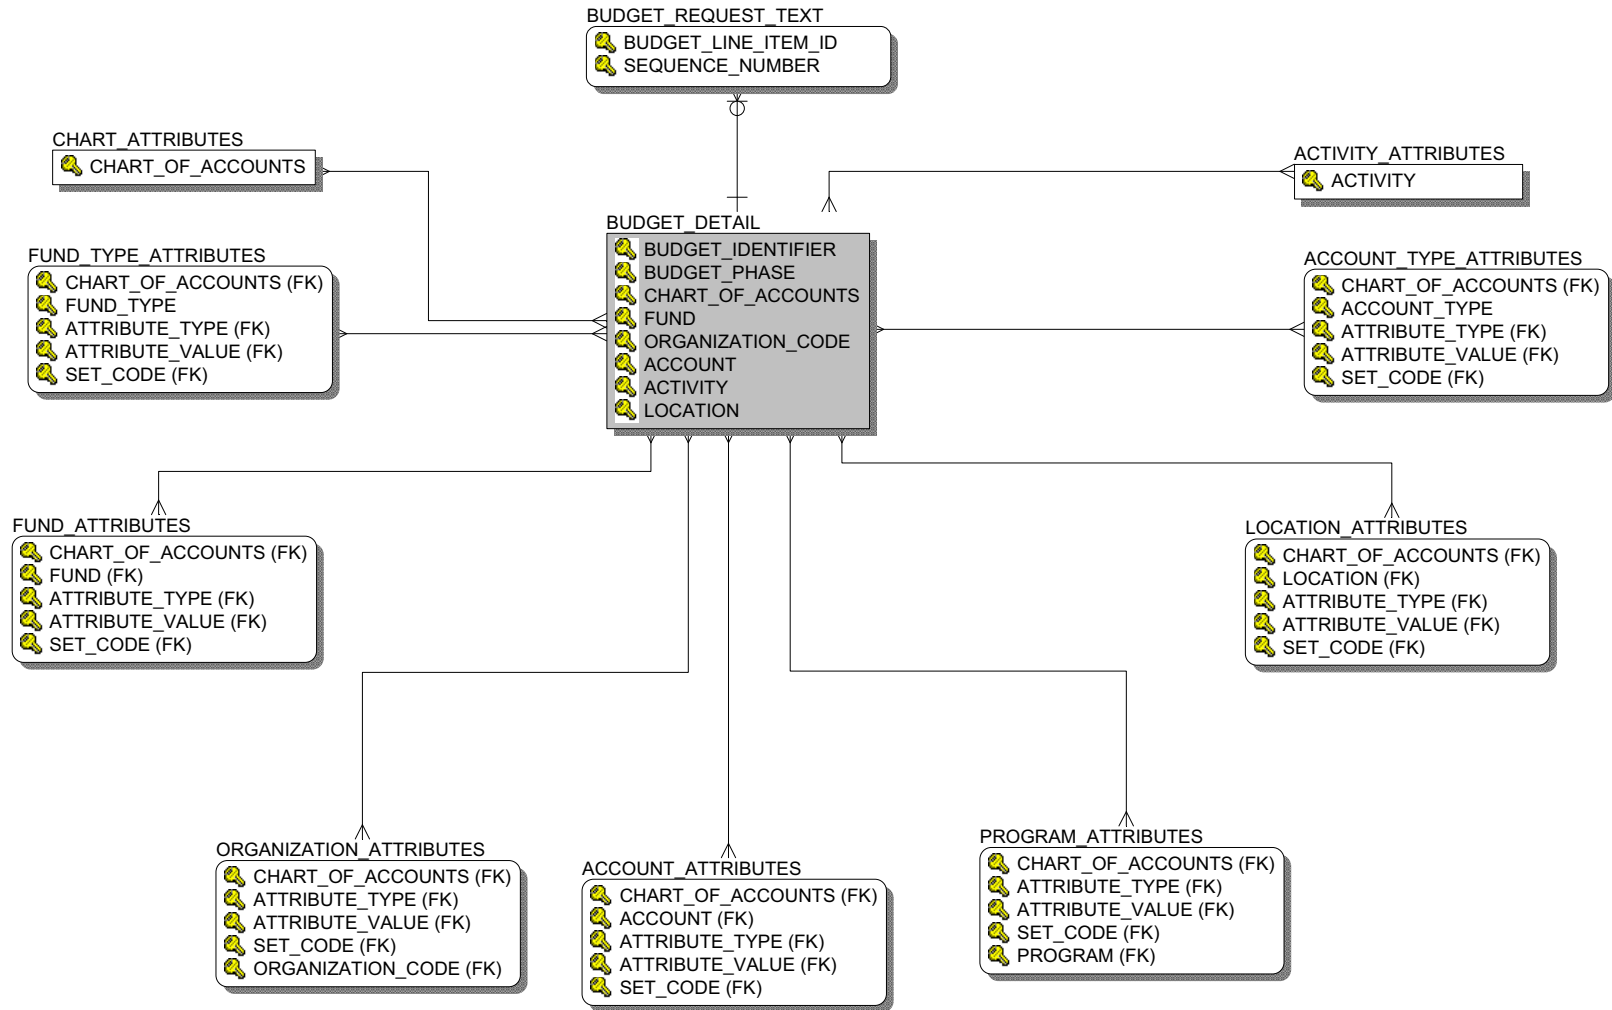 BUDGET_REQUEST_TEXT
BUDGET_LINE_ITEM_ID
SEQUENCE_NUMBER
CHART_ATTRIBUTES
CHART_OF_ACCOUNTS
ACTIVITY_ATTRIBUTES
ACTIVITY
BUDGET_DETAIL
BUDGET_IDENTIFIER
BUDGET_PHASE
CHART_OF_ACCOUNTS
FUND
ORGANIZATION_CODE
ACCOUNT
ACTIVITY
LOCATION
FUND_TYPE_ATTRIBUTES
CHART_OF_ACCOUNTS (FK)
FUND_TYPE
ATTRIBUTE_TYPE (FK)
ATTRIBUTE_VALUE (FK)
SET_CODE (FK)
ACCOUNT_TYPE_ATTRIBUTES
CHART_OF_ACCOUNTS (FK)
ACCOUNT_TYPE
ATTRIBUTE_TYPE (FK)
ATTRIBUTE_VALUE (FK)
SET_CODE (FK)
FUND_ATTRIBUTES
CHART_OF_ACCOUNTS (FK)
FUND (FK)
ATTRIBUTE_TYPE (FK)
ATTRIBUTE_VALUE (FK)
SET_CODE (FK)
LOCATION_ATTRIBUTES
CHART_OF_ACCOUNTS (FK)
LOCATION (FK)
ATTRIBUTE_TYPE (FK)
ATTRIBUTE_VALUE (FK)
SET_CODE (FK)
ORGANIZATION_ATTRIBUTES
CHART_OF_ACCOUNTS (FK)
ATTRIBUTE_TYPE (FK)
ATTRIBUTE_VALUE (FK)
SET_CODE (FK)
ORGANIZATION_CODE (FK)
ACCOUNT_ATTRIBUTES
CHART_OF_ACCOUNTS (FK)
ACCOUNT (FK)
ATTRIBUTE_TYPE (FK)
ATTRIBUTE_VALUE (FK)
SET_CODE (FK)
PROGRAM_ATTRIBUTES
CHART_OF_ACCOUNTS (FK)
ATTRIBUTE_TYPE (FK)
ATTRIBUTE_VALUE (FK)
SET_CODE (FK)
PROGRAM (FK)